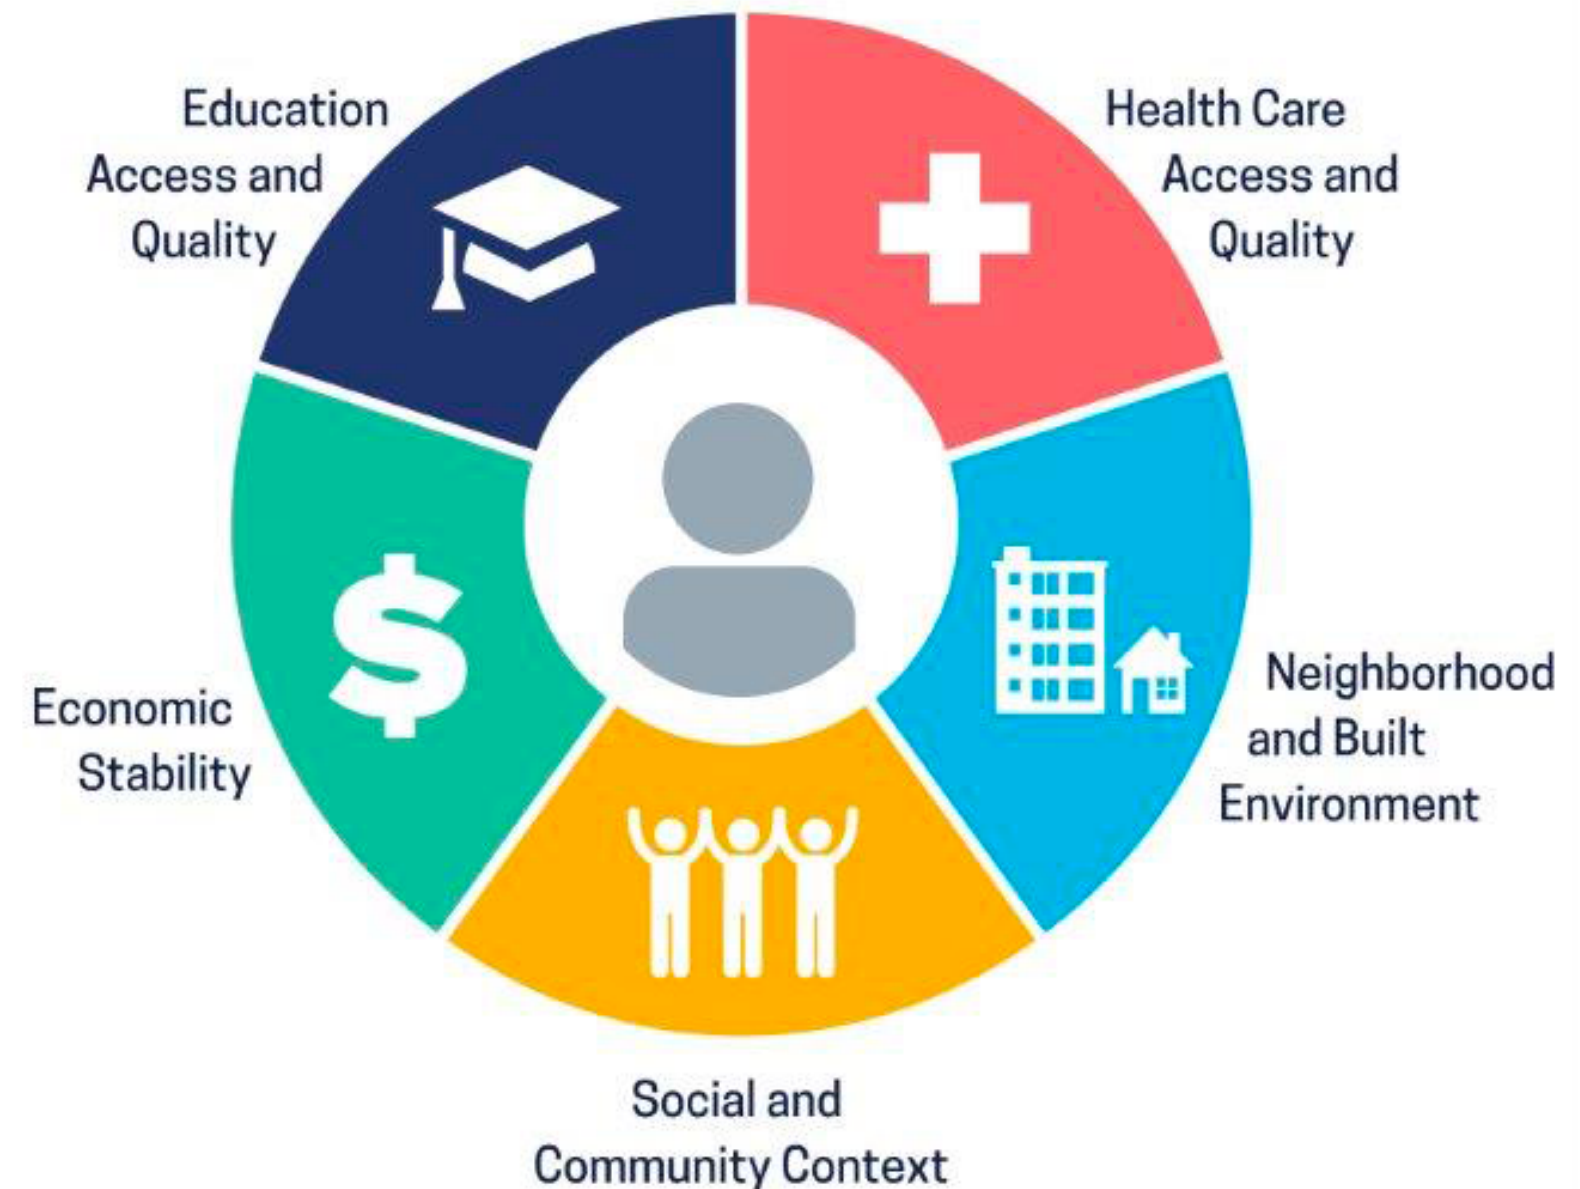 Education
Access and
Quality
Health Care
Access and
Quality
Economic
Stability
Neighborhood
and Built
Environment
Social and
Community Context